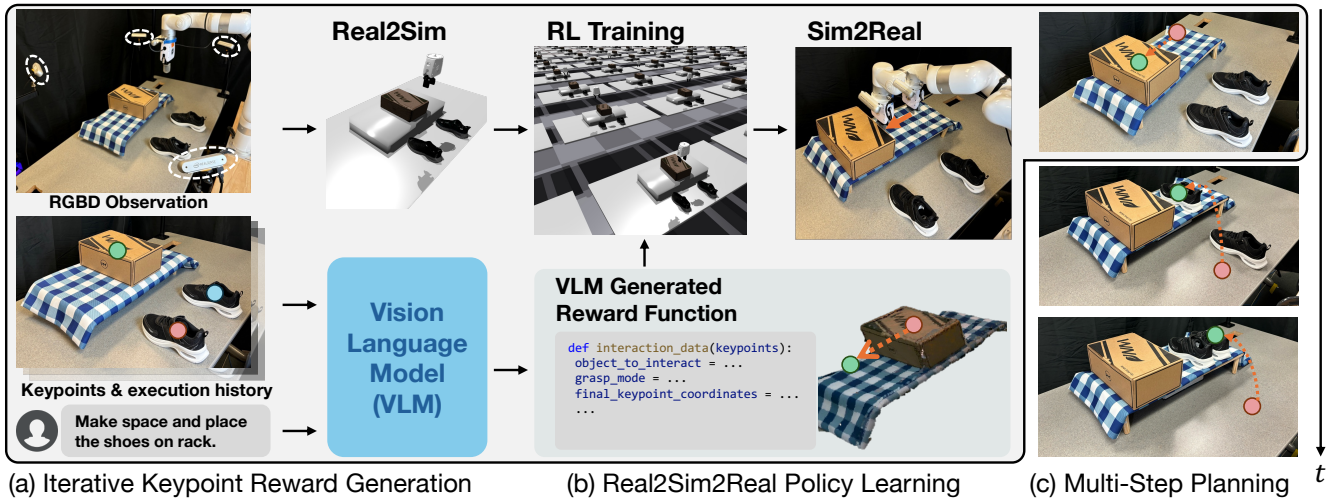 Real2Sim
RL Training
Sim2Real
RGBD Observation
Keypoints & execution history
Make space and place
the shoes on rack.
Vision
Language
Model
(VLM)
VLM Generated
Reward Function
def interaction_data(keypoints):
object_to_interact = ...
grasp_mode = ...
final_keypoint_coordinates = ...
...
(a) Iterative Keypoint Reward Generation
(b) Real2Sim2Real Policy Learning
(c) Multi-Step Planning
t